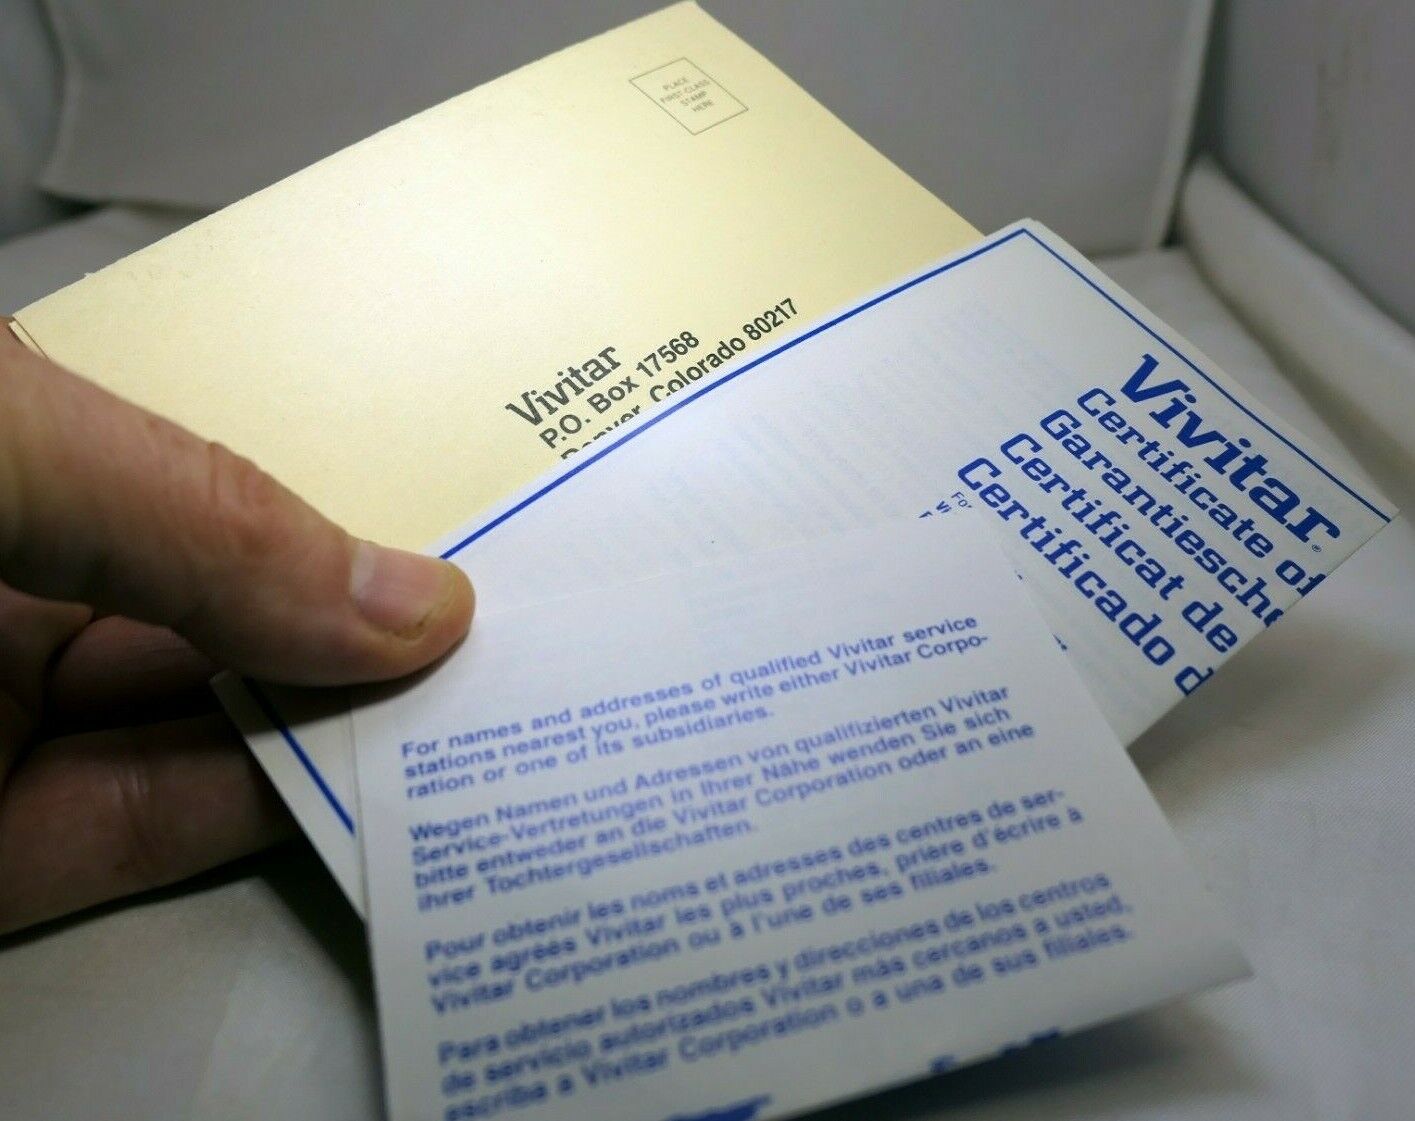 PLACE
FIRST-CLASS
STAMP
HERE
Vivitar
P.O. Box 17568
Denver, Colorado 80217
Vivitar®
Certificate of
Garantiesche
Certificat de
Certificado d
For
For names and addresses of qualified Vivitar service
stations nearest you, please write either Vivitar Corpo-
ration or one of its subsidiaries.
Wegen Namen und Adressen von qualifizierten Vivitar
Service-Vertretungen in Ihrer Nähe wenden Sie sich
bitte entweder an die Vivitar Corporation oder an eine
ihrer Tochtergesellschaften.
Pour obtenir les noms et adresses des centres de ser-
vice agréés Vivitar les plus proches, prière d'écrire à
Vivitar Corporation ou à l'une de ses filiales.
Para obtener los nombres y direcciones de los centros
de servicio autorizados Vivitar más cercanos a usted,
escriba a Vivitar Corporation o a una de sus filiales.